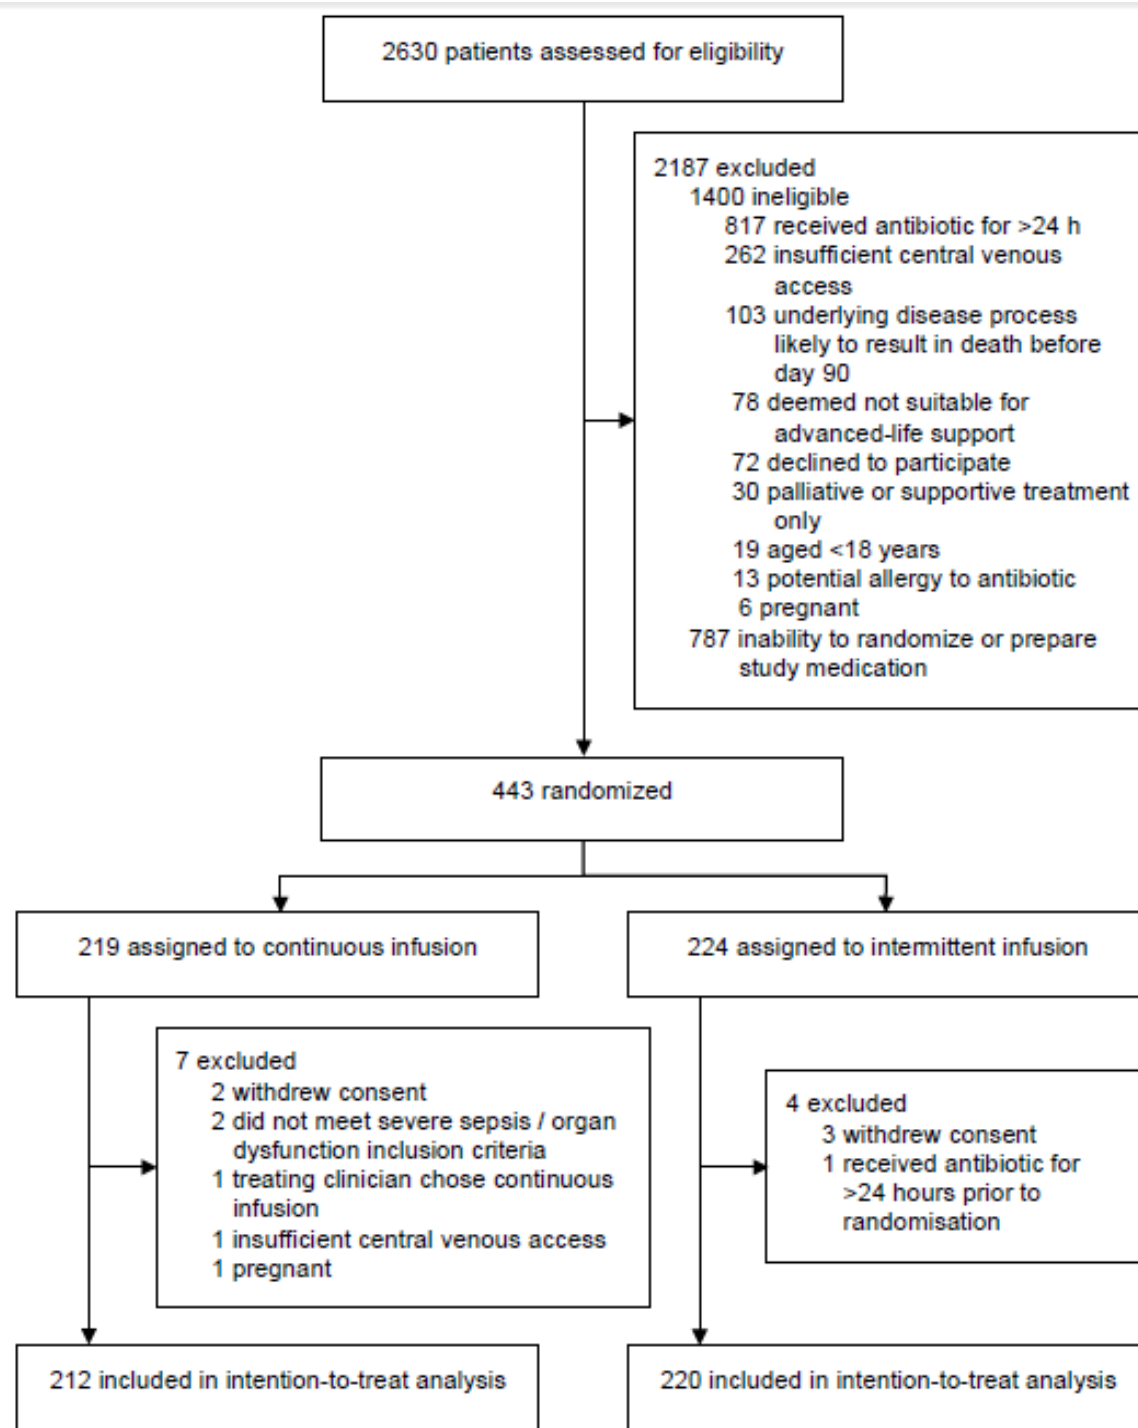 2630 patients assessed for eligibility
2187 excluded
1400 ineligible
817 received antibiotic for >24 h
262 insufficient central venous
access
103 underlying disease process
likely to result in death before
day 90
78 deemed not suitable for
advanced-life support
72 declined to participate
30 palliative or supportive treatment
only
19 aged <18 years
13 potential allergy to antibiotic
6 pregnant
787 inability to randomize or prepare
study medication
443 randomized
219 assigned to continuous infusion
224 assigned to intermittent infusion
7 excluded
2 withdrew consent
2 did not meet severe sepsis / organ
dysfunction inclusion criteria
1 treating clinician chose continuous
infusion
1 insufficient central venous access
1 pregnant
4 excluded
3 withdrew consent
1 received antibiotic for
>24 hours prior to
randomisation
212 included in intention-to-treat analysis
220 included in intention-to-treat analysis